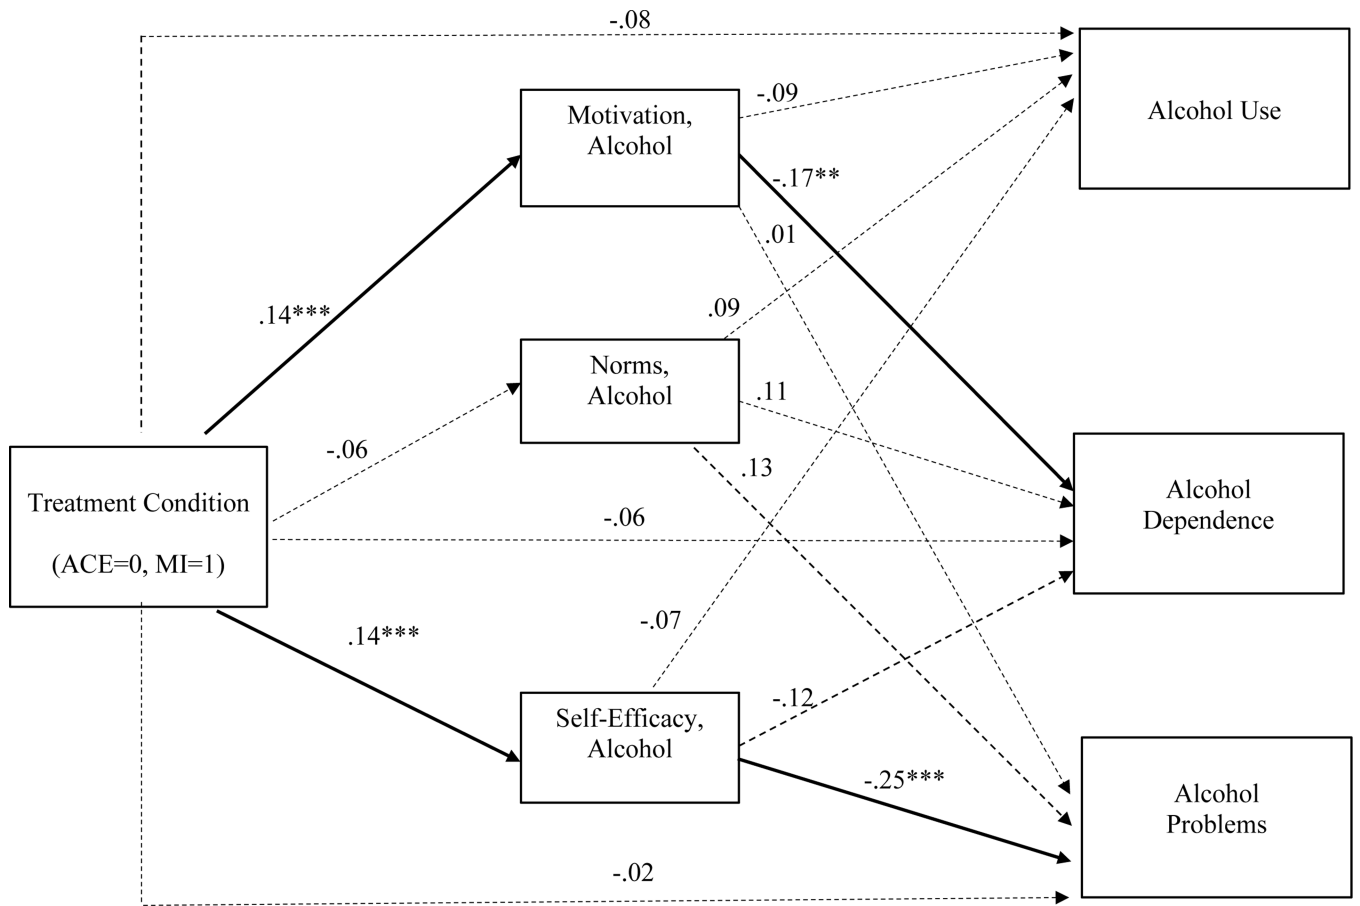 -.08
Motivation,
Alcohol
-.09
Alcohol Use
-.17**
.01
.14***
.09
Norms,
Alcohol
.11
-.06
.13
Treatment Condition
(ACE=0, MI=1)
-.06
Alcohol
Dependence
.14***
-.07
Self-Efficacy,
Alcohol
-.12
-.25***
Alcohol
Problems
-.02